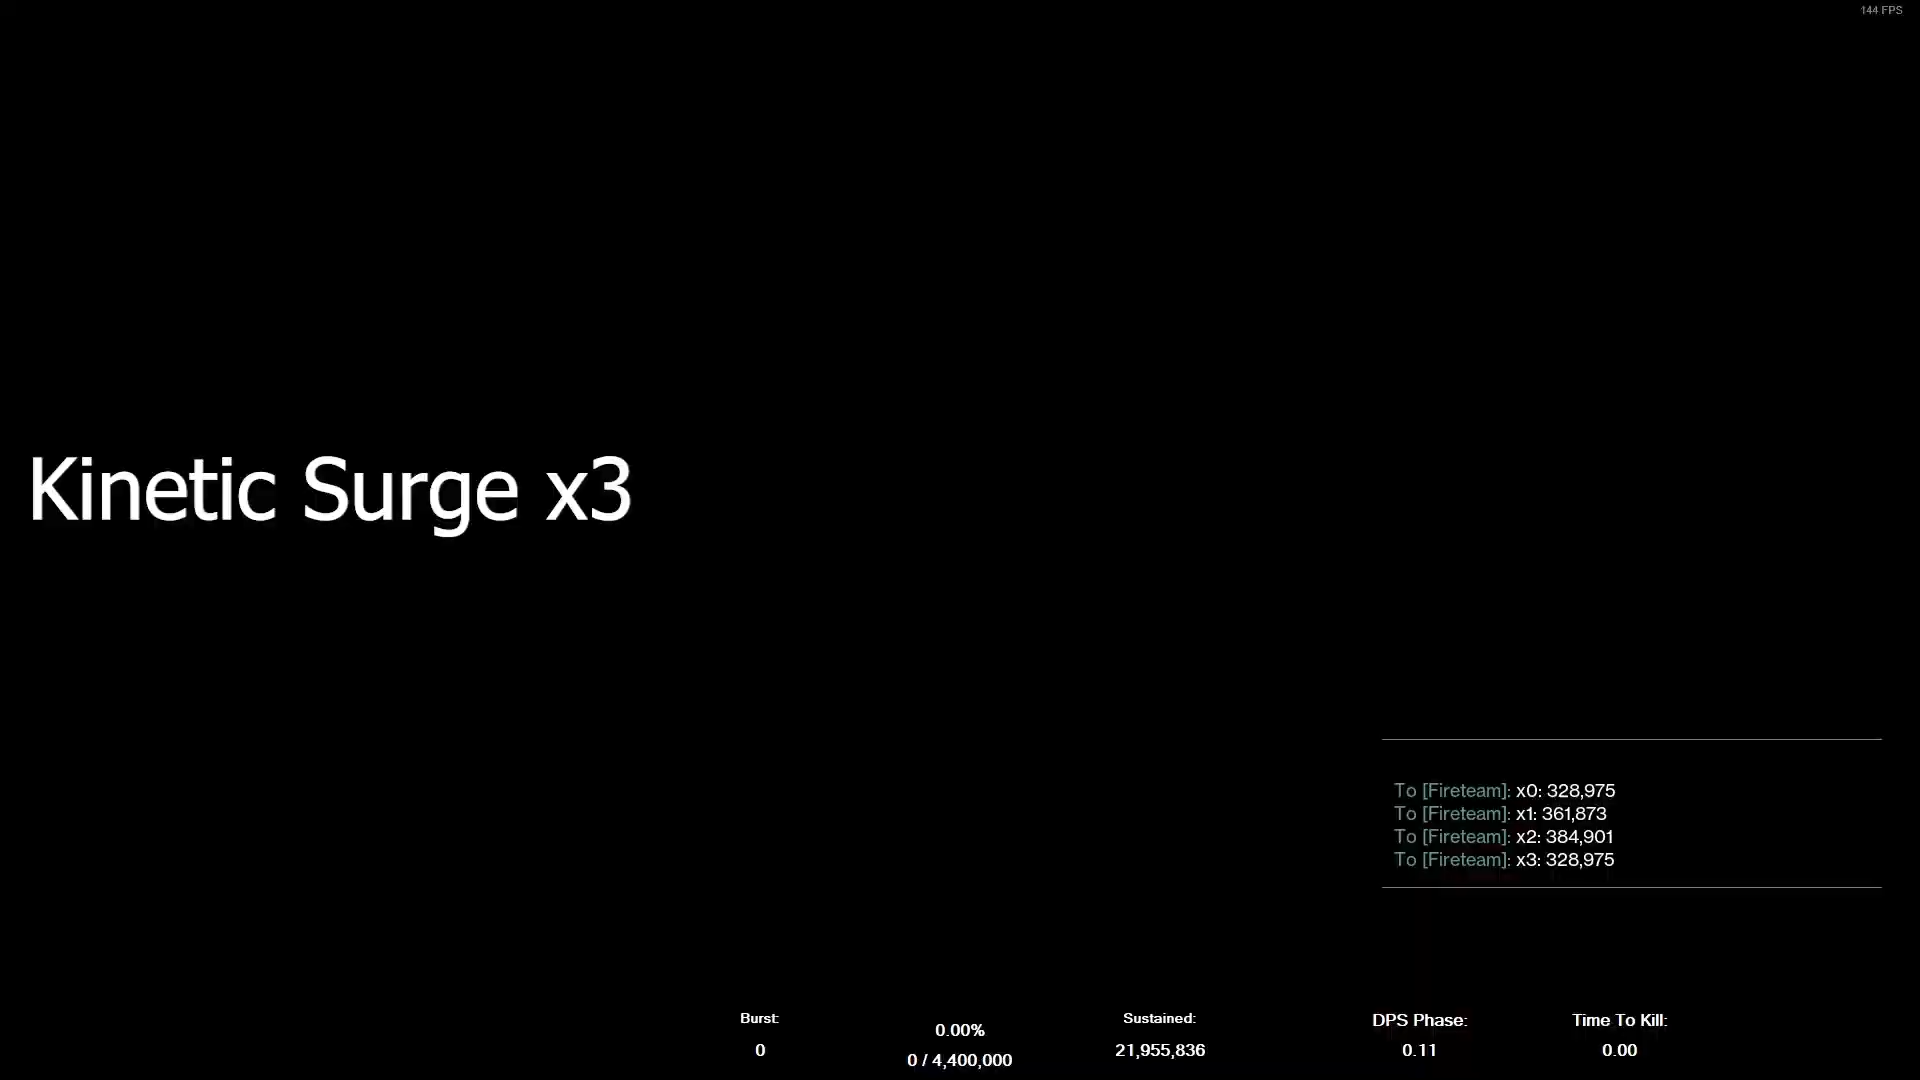 144 FPS
Kinetic Surge x3
To [Fireteam]: x0: 328,975
To [Fireteam]: x1: 361,873
To [Fireteam]: x2: 384,901
To [Fireteam]: x3: 328,975
Burst:
0
0.00%
0 / 4,400,000
Sustained:
21,955,836
DPS Phase:
0.11
Time To Kill:
0.00